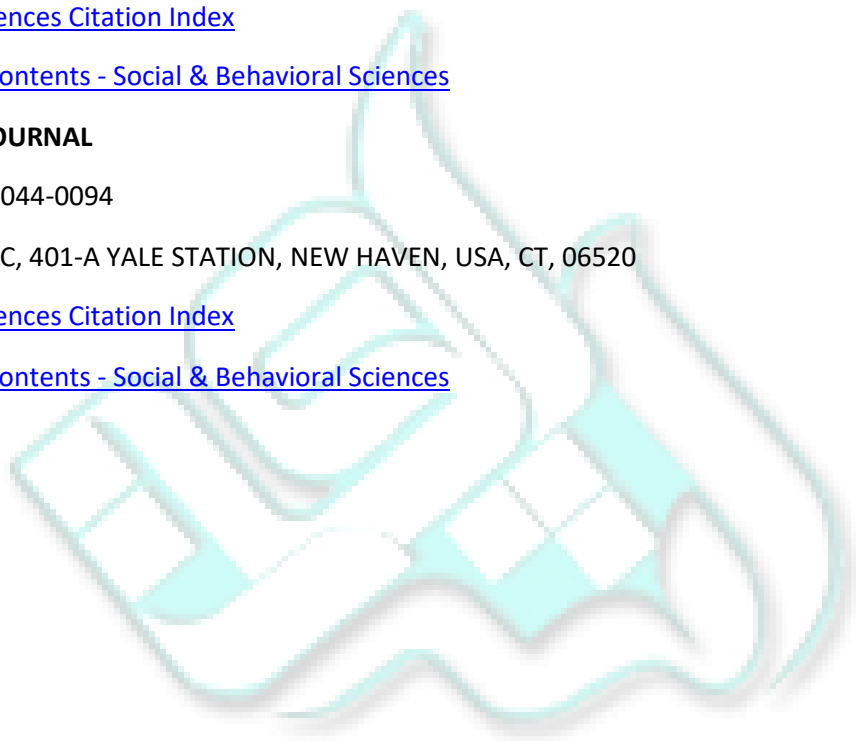 ences Citation Index
ontents - Social & Behavioral Sciences
OURNAL
044-0094
C, 401-A YALE STATION, NEW HAVEN, USA, CT, 06520
ences Citation Index
ontents - Social & Behavioral Sciences